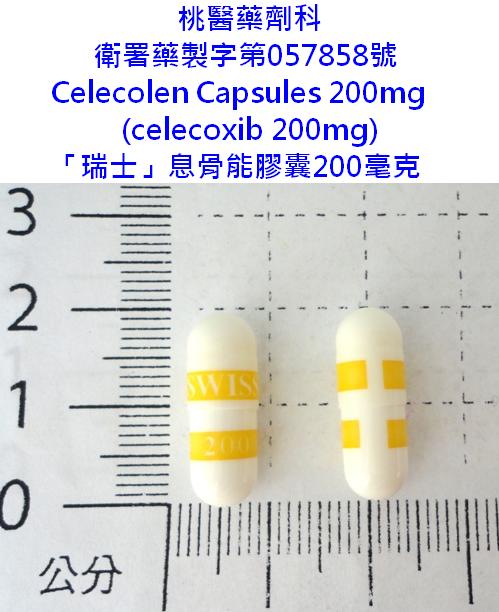 桃醫藥劑科
衛署藥製字第057858號
Celecolen Capsules 200mg
(celecoxib 200mg)
「瑞士」息骨能膠囊200毫克
3
2
1
0
公分
SWISS
200